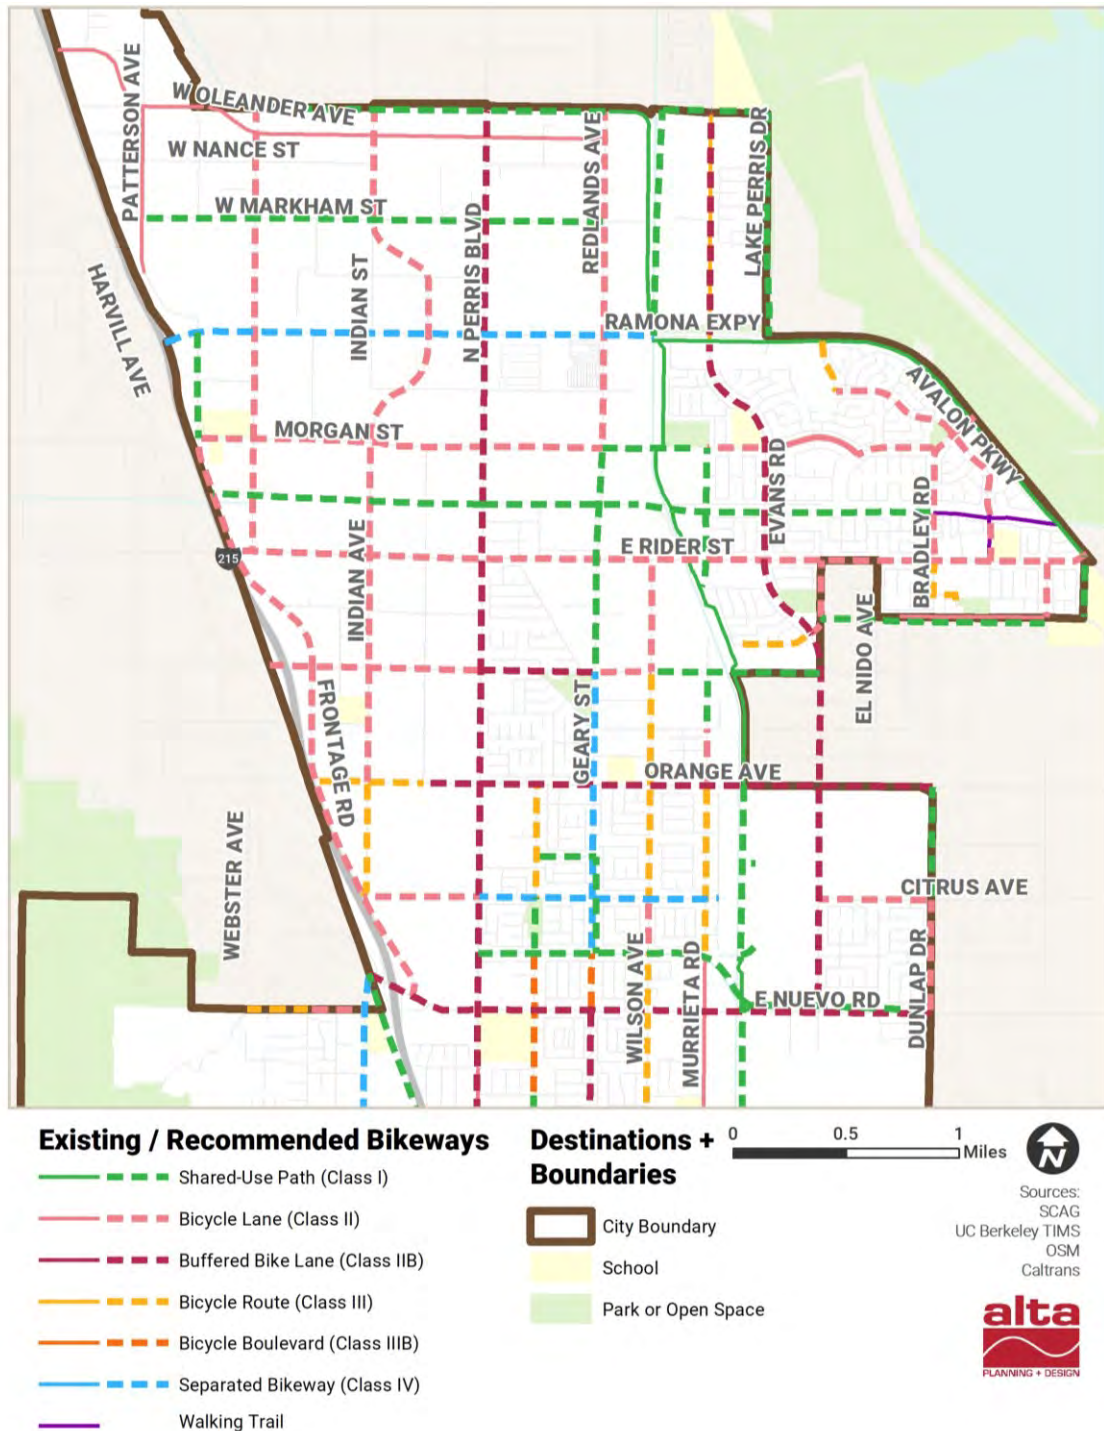 PATTERSON AVE
W OLEANDER AVE
W NANCE ST
REDLANDS AVE
LAKE PERRIS DR
W MARKHAM ST
N PERRIS BLVD
HARVILL AVE
INDIAN ST
RAMONA EXPY
AVALON PKWY
MORGAN ST
EVANS RD
BRADLEY RD
215
INDIAN AVE
E RIDER ST
EL NIDO AVE
FRONTAGE RD
GEARY ST
ORANGE AVE
WEBSTER AVE
CITRUS AVE
WILSON AVE
MURRIETA RD
DUNLAP DR
E NUEVO RD
Existing / Recommended Bikeways
Shared-Use Path (Class I)
Bicycle Lane (Class II)
Buffered Bike Lane (Class IIB)
Bicycle Route (Class III)
Bicycle Boulevard (Class IIIB)
Separated Bikeway (Class IV)
Walking Trail
Destinations +
Boundaries
City Boundary
School
Park or Open Space
0 0.5 1
Miles
N
Sources:
SCAG
UC Berkeley TIMS
OSM
Caltrans
alta
PLANNING + DESIGN